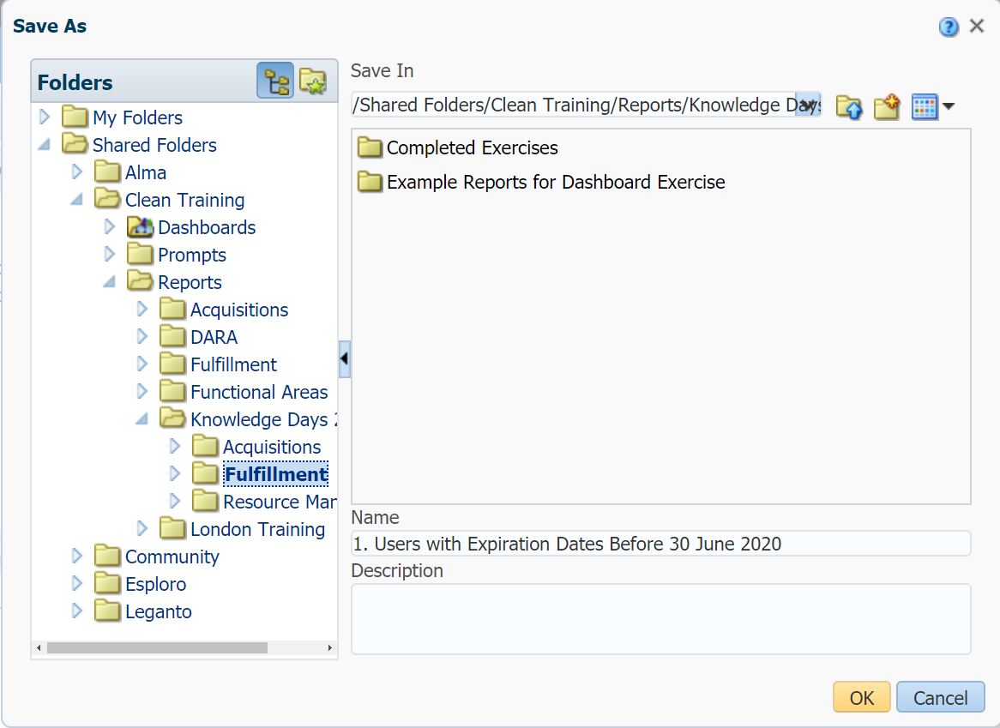 Save As
Folders
My Folders
Shared Folders
Alma
Clean Training
Dashboards
Prompts
Reports
Acquisitions
DARA
Fulfillment
Functional Areas
Knowledge Days
Acquisitions
Fulfillment
Resource Mar
London Training
Community
Esploro
Leganto
Save In
/Shared Folders/Clean Training/Reports/Knowledge Days
Completed Exercises
Example Reports for Dashboard Exercise
Name
1. Users with Expiration Dates Before 30 June 2020
Description
OK
Cancel